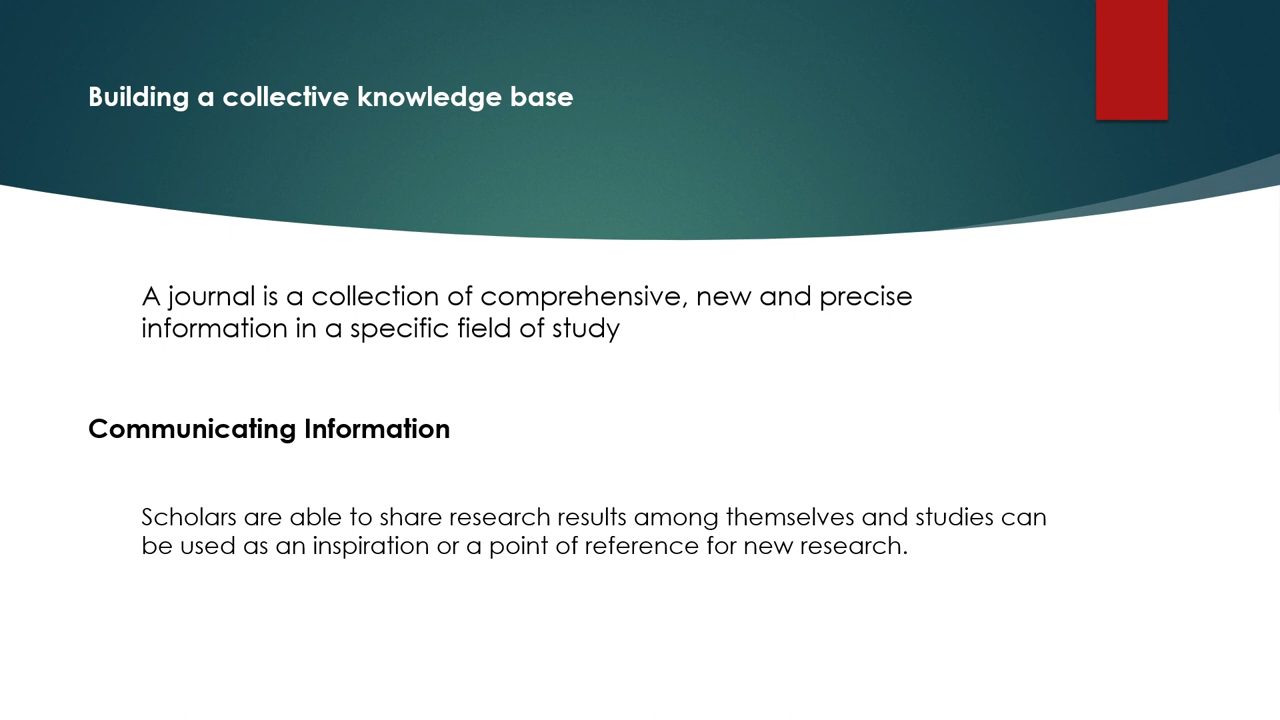 Building a collective knowledge base
A journal is a collection of comprehensive, new and precise
information in a specific field of study
Communicating Information
Scholars are able to share research results among themselves and studies can
be used as an inspiration or a point of reference for new research.